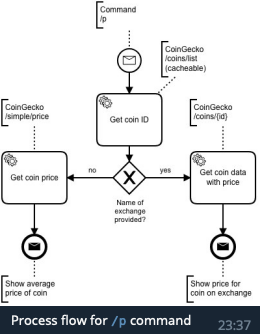 Command
/p
CoinGecko
/coins/list
(cacheable)
Get coin ID
CoinGecko
/simple/price
CoinGecko
/coins/{id}
Get coin price
no
yes
Get coin data
with price
Name of
exchange
provided?
Show average
price of coin
Show price for
coin on exchange
Process flow for /p command
23:37